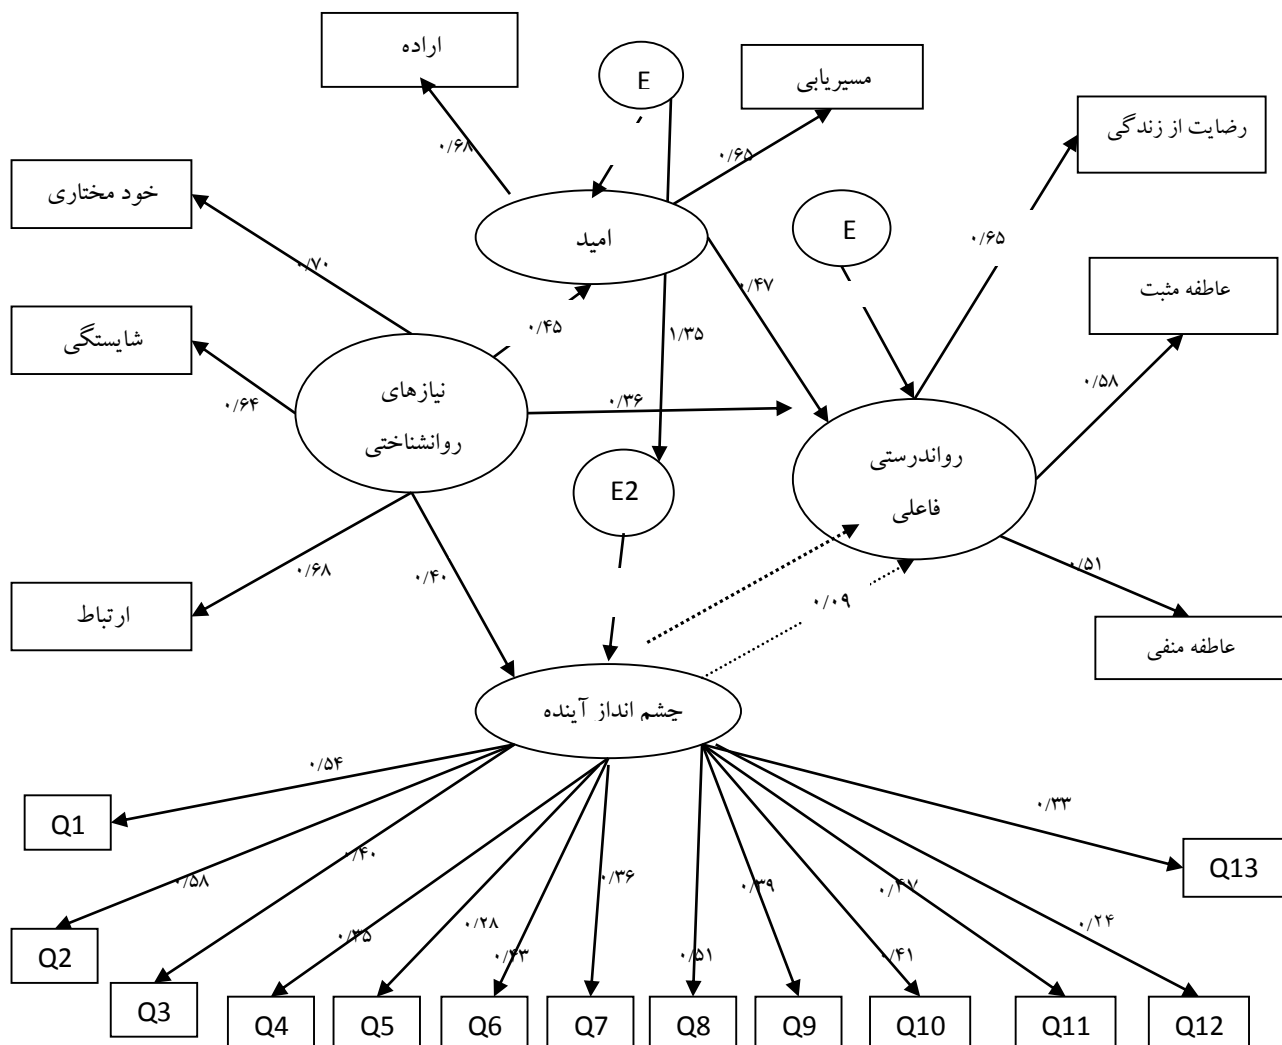 اراده
E
مسیریابی
رضایت از زندگی
۰/۶۸
۰/۶۵
خود مختاری
امید
E
۰/۶۵
۰/۷۰
۰/۴۷
عاطفه مثبت
شایستگی
۰/۴۵
۱/۳۵
۰/۵۸
نیازهای
روانشناختی
۰/۶۴
۰/۳۶
رواندرستی
فاعلی
E2
۰/۶۸
۰/۴۰
۰/۵۱
۰/۰۹
ارتباط
عاطفه منفی
چشم انداز آینده
۰/۵۴
۰/۳۳
Q1
۰/۴۰
۰/۵۸
۰/۳۶
۰/۳۹
۰/۴۷
Q13
۰/۳۵
۰/۲۸
۰/۴۳
۰/۵۱
۰/۴۱
۰/۲۴
Q2
Q3
Q4
Q5
Q6
Q7
Q8
Q9
Q10
Q11
Q12